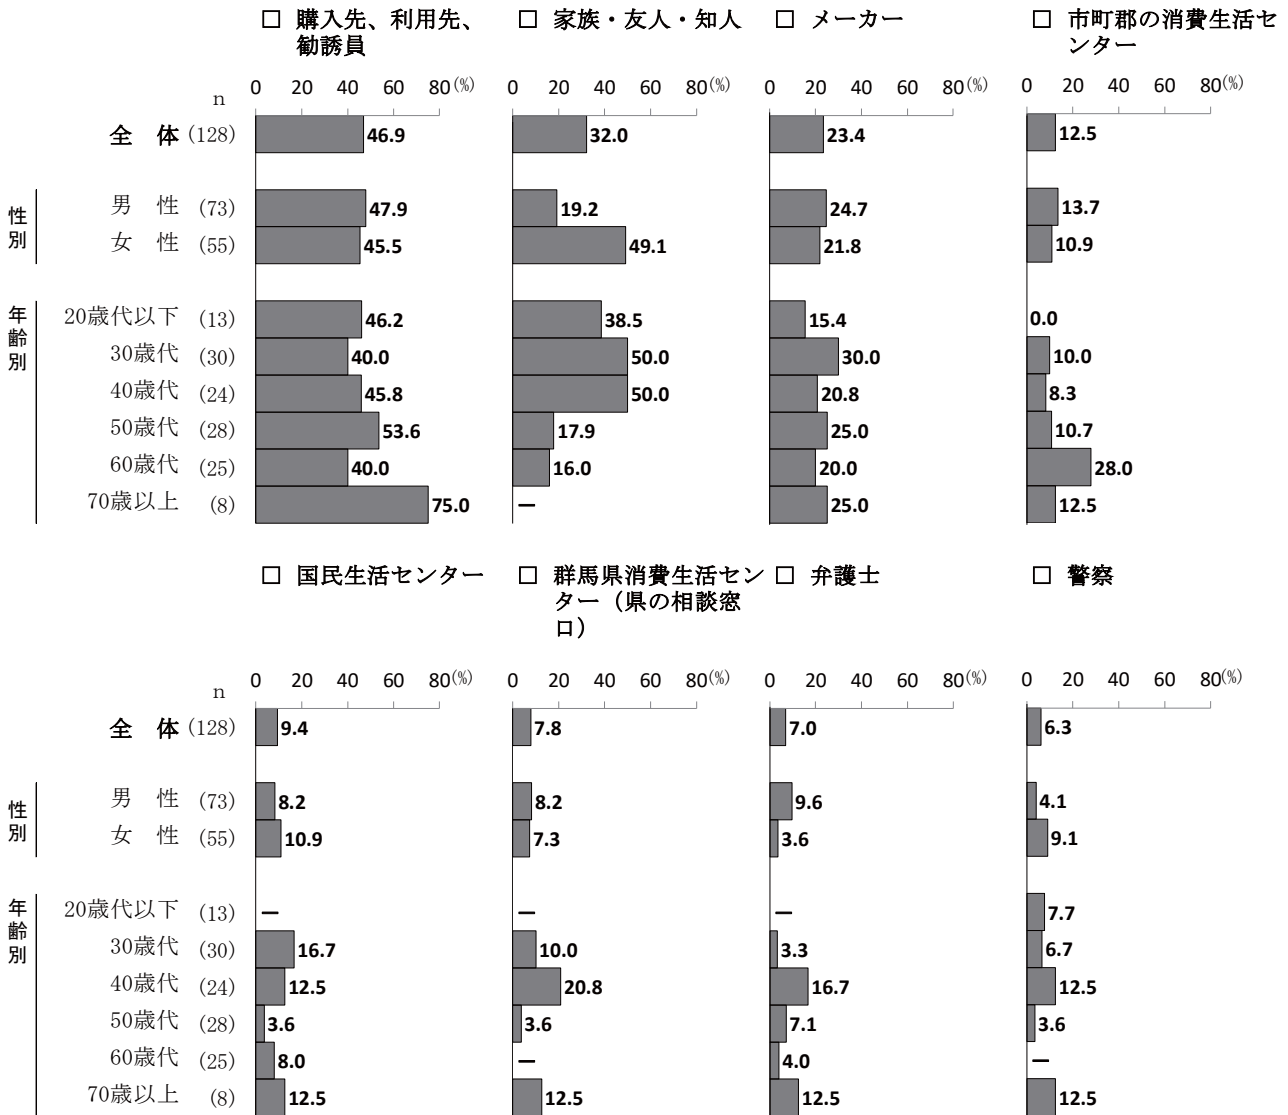 □ 購入先、利用先、 □ 家族・友人・知人 □ メーカー □ 市町郡の消費生活セ
勧誘員 ンター
0 20 40 60 80(%) 0 20 40 60 80(%) 0 20 40 60 80(%) 0 20 40 60 80(%)
n
全 体 (128) 46.9 32.0 23.4 12.5
性別
男 性 (73) 47.9 19.2 24.7 13.7
女 性 (55) 45.5 49.1 21.8 10.9
年齢別
20歳代以下 (13) 46.2 38.5 15.4 0.0
30歳代 (30) 40.0 50.0 30.0 10.0
40歳代 (24) 45.8 50.0 20.8 8.3
50歳代 (28) 53.6 17.9 25.0 10.7
60歳代 (25) 40.0 16.0 20.0 28.0
70歳以上 (8) 75.0 ― 25.0 12.5
□ 国民生活センター □ 群馬県消費生活セン □ 弁護士 □ 警察
ター（県の相談窓
口）
0 20 40 60 80(%) 0 20 40 60 80(%) 0 20 40 60 80(%) 0 20 40 60 80(%)
n
全 体 (128) 9.4 7.8 7.0 6.3
性別
男 性 (73) 8.2 8.2 9.6 4.1
女 性 (55) 10.9 7.3 3.6 9.1
年齢別
20歳代以下 (13) ― ― ― 7.7
30歳代 (30) 16.7 10.0 3.3 6.7
40歳代 (24) 12.5 20.8 16.7 12.5
50歳代 (28) 3.6 3.6 7.1 3.6
60歳代 (25) 8.0 ― 4.0 ―
70歳以上 (8) 12.5 12.5 12.5 12.5